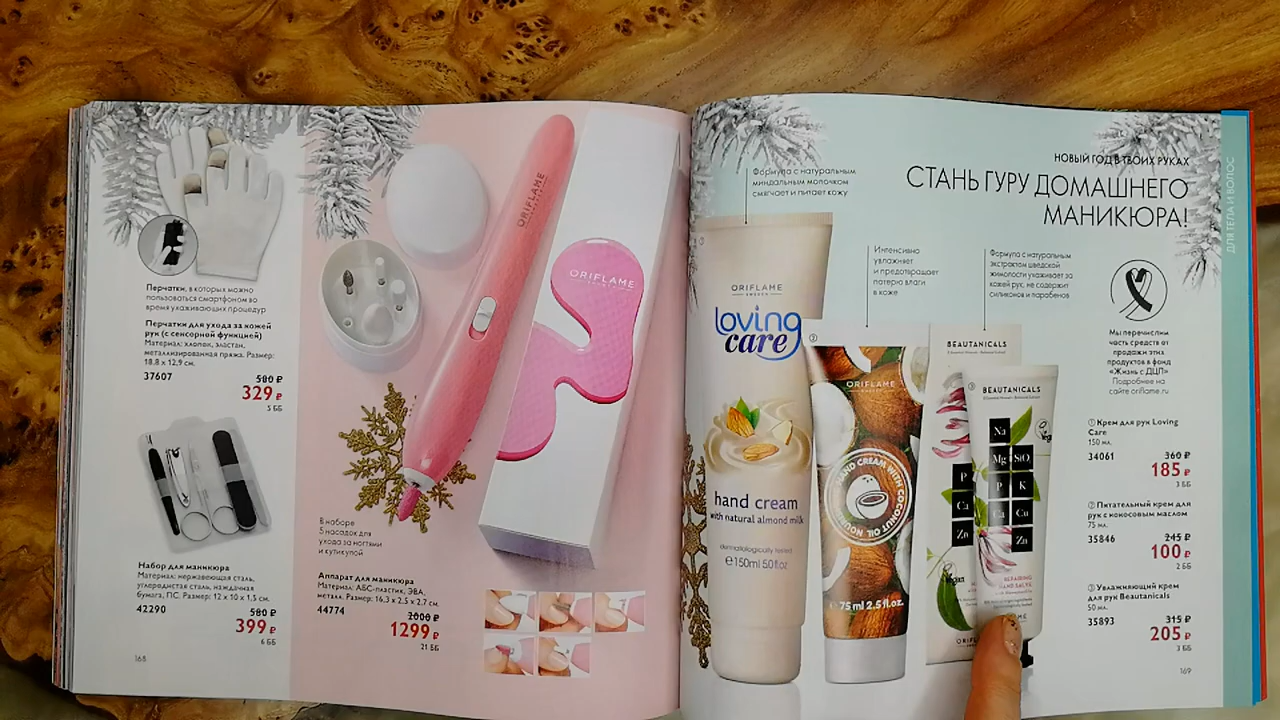 Перчатки, в которых можно
пользоваться смартфоном во
время ухаживающих процедур
Перчатки для ухода за кожей
рук (с сенсорной функцией)
Материал: хлопок, эластан,
металлизированная пряжа. Размер:
18,8 x 12,9 см.
37607
580 ₽
329 ₽
5 ББ
Набор для маникюра
Материал: нержавеющая сталь,
углеродистая сталь, наждачная
бумага, ПС. Размер: 12 x 10 x 1,5 см.
42290
580 ₽
399 ₽
6 ББ
168
ORIFLAME
ORIFLAME
В наборе
5 насадок для
ухода за ногтями
и кутикулой
Аппарат для маникюра
Материал: АБС-пластик, ЭВА,
металл. Размер: 16,3 x 2,5 x 2,7 см.
44774
2000 ₽
1299 ₽
21 ББ
НОВЫЙ ГОД В ТВОИХ РУКАХ
СТАНЬ ГУРУ ДОМАШНЕГО
МАНИКЮРА!
ДЛЯ ТЕЛА И ВОЛОС
Формула с натуральным
миндальным молочком
смягчает и питает кожу
Интенсивно
увлажняет
и предотвращает
потерю влаги
в коже
Формула с натуральным
экстрактом шведской
жимолости ухаживает за
кожей рук, не содержит
силиконов и парабенов
Мы перечислим
часть средств от
продажи этих
продуктов в фонд
«Жизнь с ДЦП»
Подробнее на
сайте oriflame.ru
ORIFLAME
SWEDEN
loving
care
hand cream
with natural almond milk
dermatologically tested
e150ml 5.0fl.oz.
2
ORIFLAME
HAND CREAM WITH COCONUT OIL
e 75 ml 2.5 fl.oz.
BEAUTANICALS
P
Ca
Zn
vegan
3
BEAUTANICALS
Na
Mg SiO
P K
Ca Cu
Zn
1 Крем для рук Loving
Care
150 мл.
34061
360 ₽
185 ₽
3 ББ
2 Питательный крем для
рук с кокосовым маслом
75 мл.
35846
245 ₽
100 ₽
2 ББ
3 Увлажняющий крем
для рук Beautanicals
50 мл.
35893
315 ₽
205 ₽
3 ББ
169